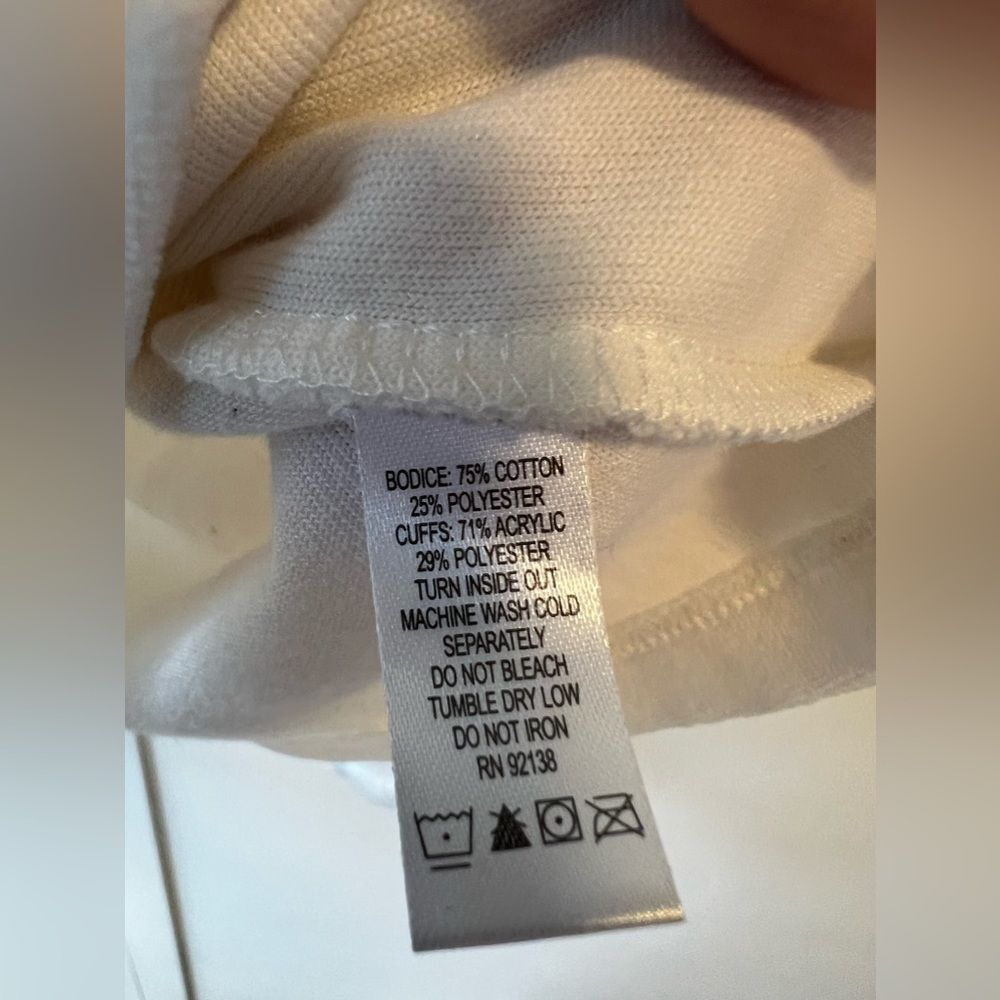 BODICE: 75% COTTON
25% POLYESTER
CUFFS: 71% ACRYLIC
29% POLYESTER
TURN INSIDE OUT
MACHINE WASH COLD
SEPARATELY
DO NOT BLEACH
TUMBLE DRY LOW
DO NOT IRON
RN 92138